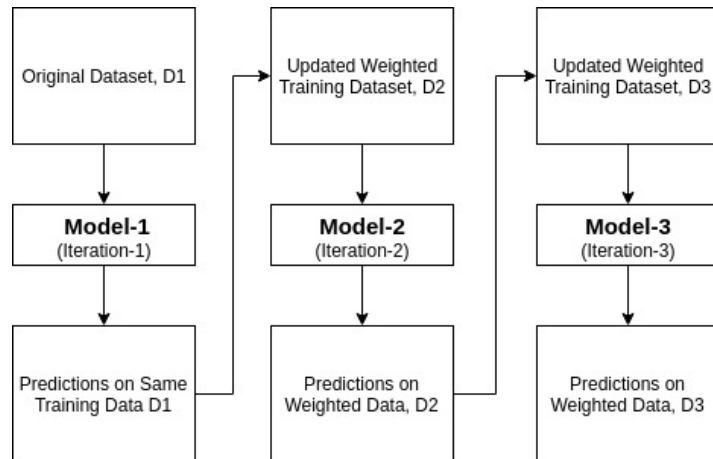 Original Dataset, D1
Model-1
(Iteration-1)
Predictions on Same
Training Data D1
Updated Weighted
Training Dataset, D2
Model-2
(Iteration-2)
Predictions on
Weighted Data, D2
Updated Weighted
Training Dataset, D3
Model-3
(Iteration-3)
Predictions on
Weighted Data, D3